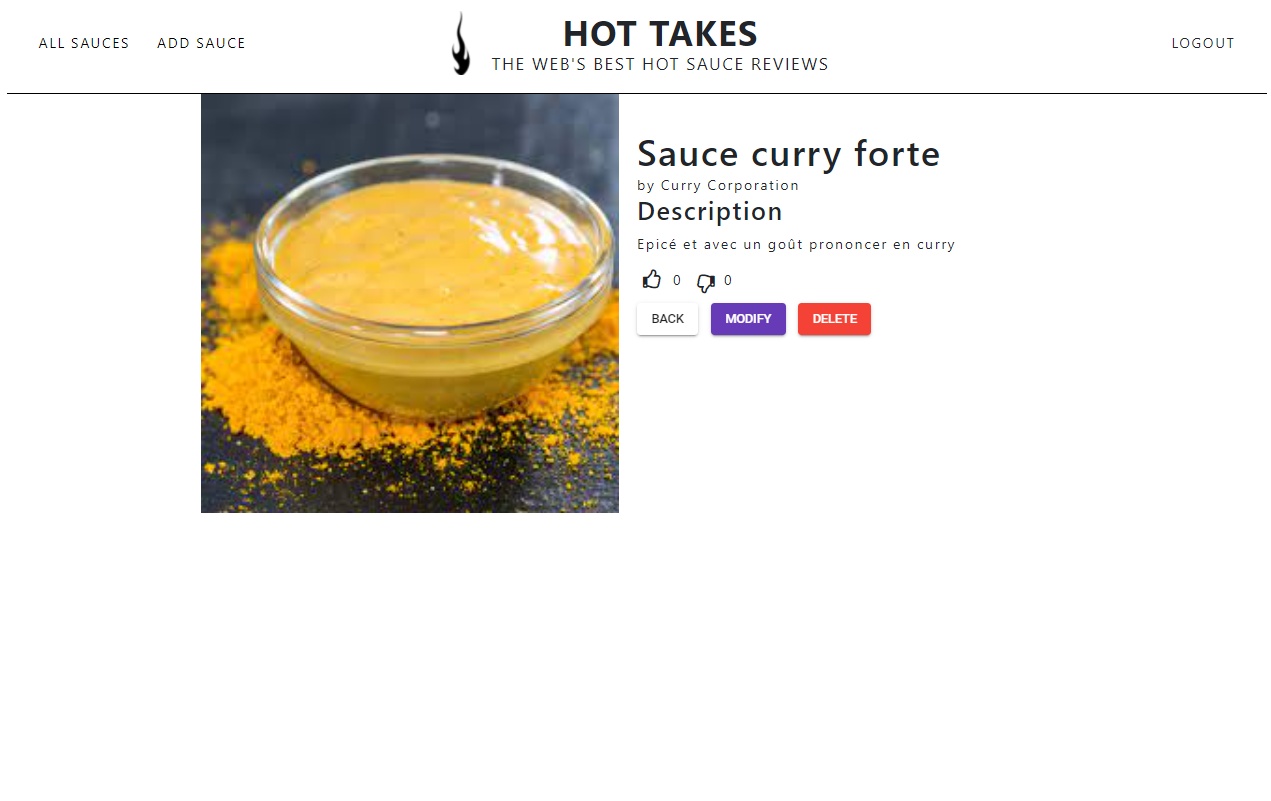 ALL SAUCES ADD SAUCE
HOT TAKES
THE WEB'S BEST HOT SAUCE REVIEWS
LOGOUT
Sauce curry forte
by Curry Corporation
Description
Epicé et avec un goût prononcer en curry
0 0
BACK MODIFY DELETE